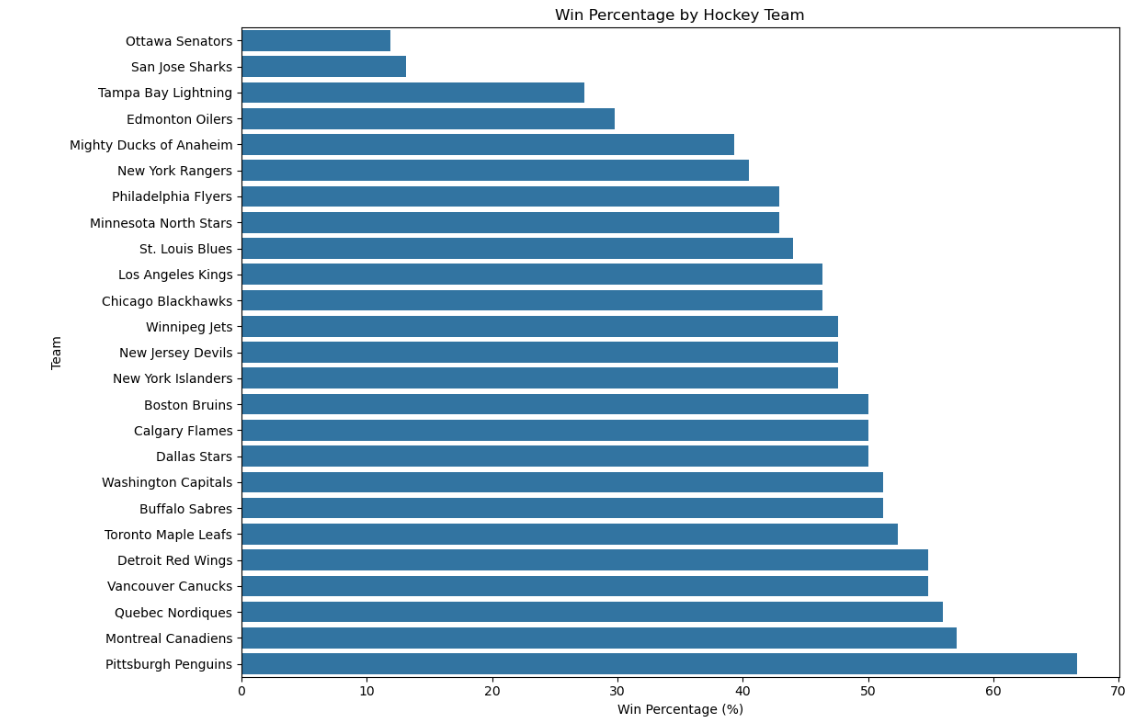 Win Percentage by Hockey Team
Ottawa Senators
San Jose Sharks
Tampa Bay Lightning
Edmonton Oilers
Mighty Ducks of Anaheim
New York Rangers
Philadelphia Flyers
Minnesota North Stars
St. Louis Blues
Los Angeles Kings
Chicago Blackhawks
Winnipeg Jets
New Jersey Devils
New York Islanders
Boston Bruins
Calgary Flames
Dallas Stars
Washington Capitals
Buffalo Sabres
Toronto Maple Leafs
Detroit Red Wings
Vancouver Canucks
Quebec Nordiques
Montreal Canadiens
Pittsburgh Penguins
Team
0 10 20 30 40 50 60 70
Win Percentage (%)